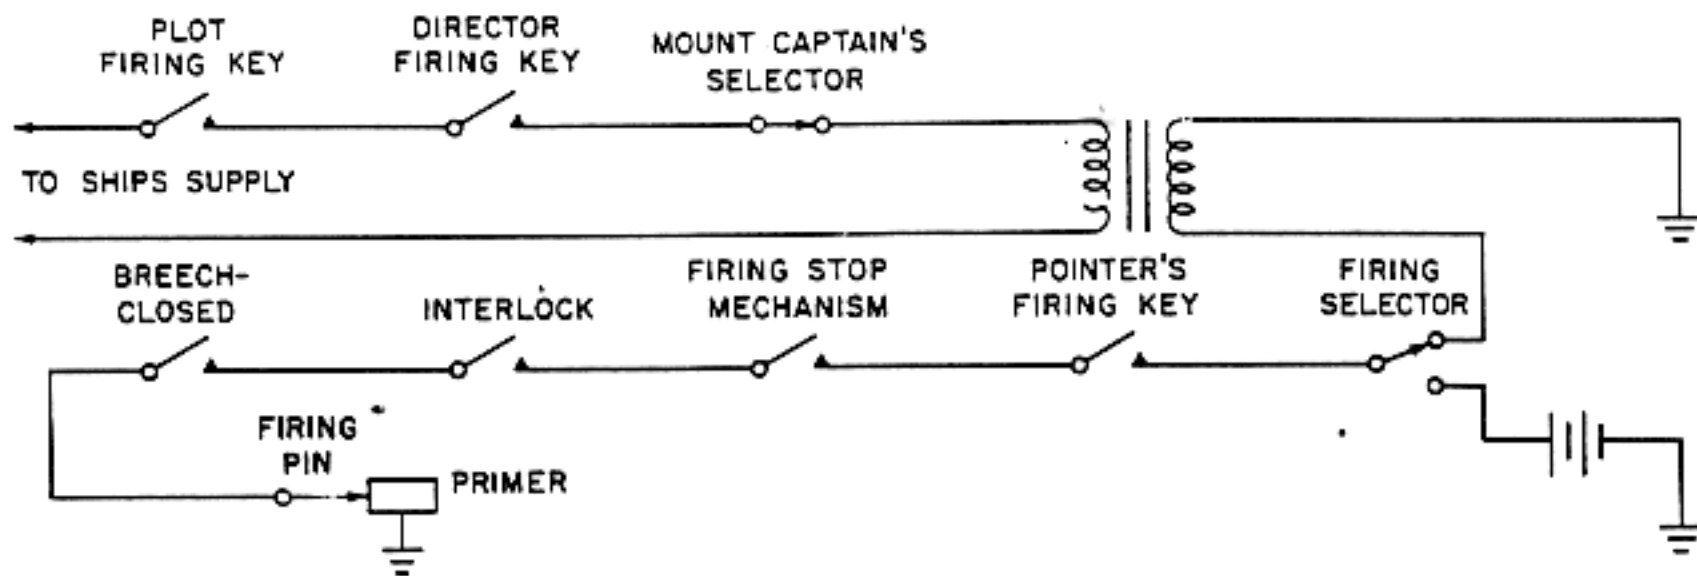 PLOT
FIRING KEY
DIRECTOR
FIRING KEY
MOUNT CAPTAIN'S
SELECTOR
TO SHIPS SUPPLY
BREECH-
CLOSED
INTERLOCK
FIRING STOP
MECHANISM
POINTER'S
FIRING KEY
FIRING
SELECTOR
FIRING
PIN
PRIMER